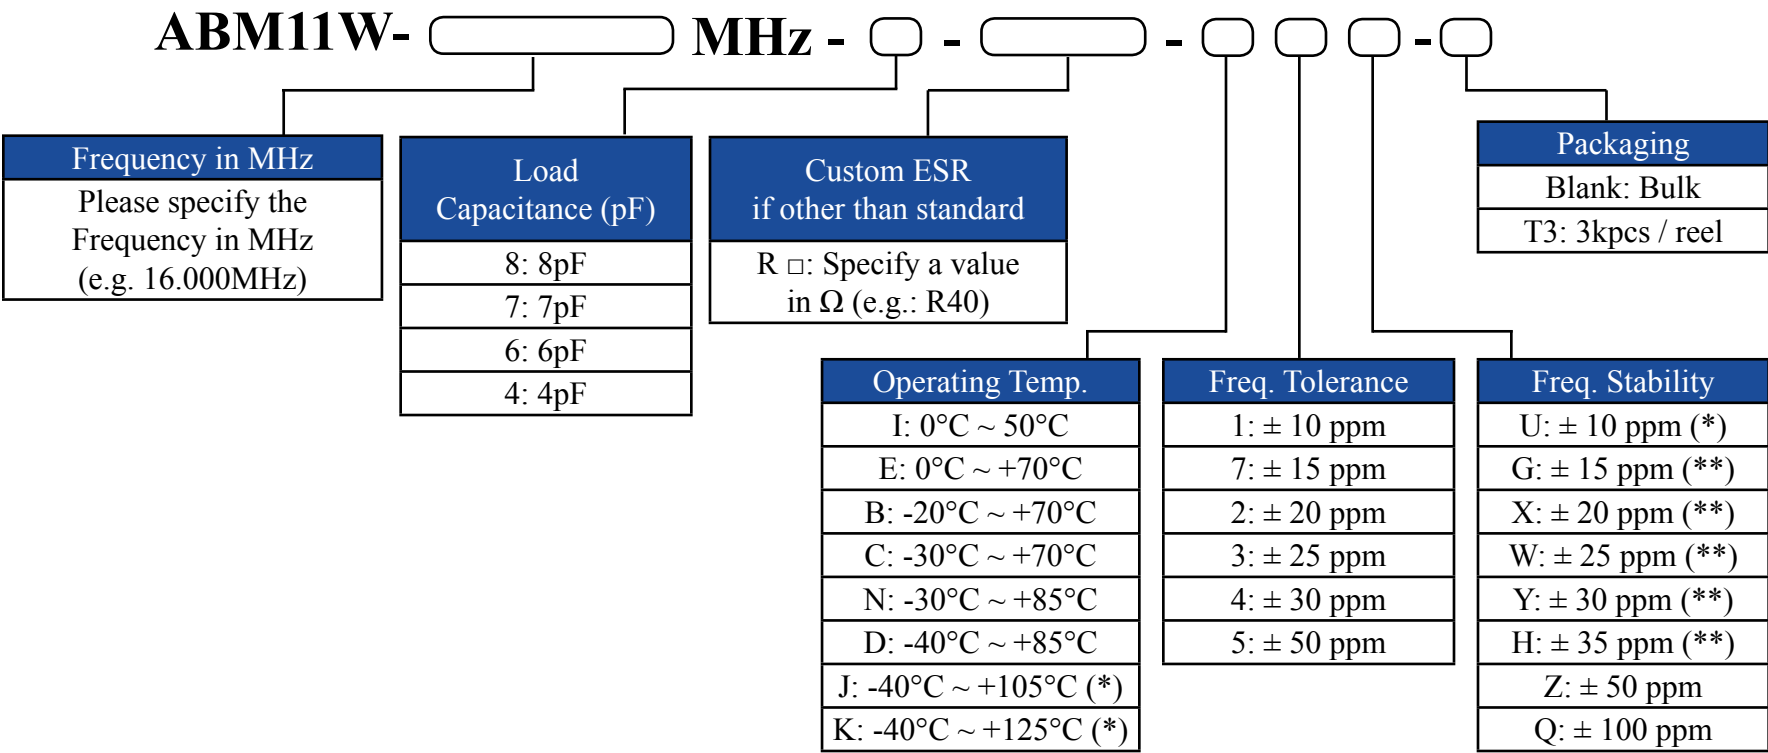 ABM11W- MHz - - -
Frequency in MHz
Please specify the
Frequency in MHz
(e.g. 16.000MHz)
Load
Capacitance (pF)
8: 8pF
7: 7pF
6: 6pF
4: 4pF
Custom ESR
if other than standard
R □: Specify a value
in Ω (e.g.: R40)
Packaging
Blank: Bulk
T3: 3kpcs / reel
Operating Temp.
I: 0°C ~ 50°C
E: 0°C ~ +70°C
B: -20°C ~ +70°C
C: -30°C ~ +70°C
N: -30°C ~ +85°C
D: -40°C ~ +85°C
J: -40°C ~ +105°C (*)
K: -40°C ~ +125°C (*)
Freq. Tolerance
1: ± 10 ppm
7: ± 15 ppm
2: ± 20 ppm
3: ± 25 ppm
4: ± 30 ppm
5: ± 50 ppm
Freq. Stability
U: ± 10 ppm (*)
G: ± 15 ppm (**)
X: ± 20 ppm (**)
W: ± 25 ppm (**)
Y: ± 30 ppm (**)
H: ± 35 ppm (**)
Z: ± 50 ppm
Q: ± 100 ppm